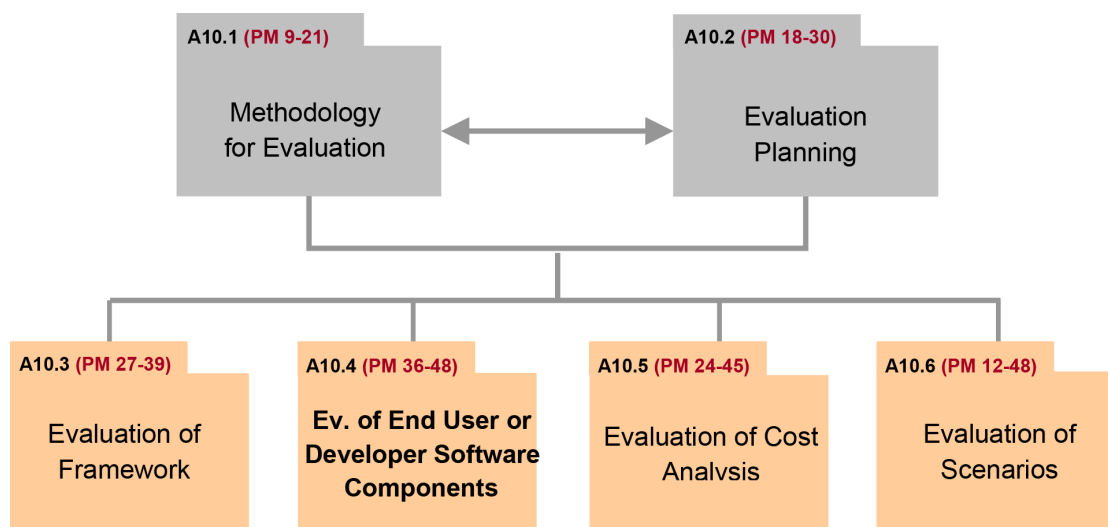 A10.1 (PM 9-21)
Methodology
for Evaluation
A10.2 (PM 18-30)
Evaluation
Planning
A10.3 (PM 27-39)
Evaluation of
Framework
A10.4 (PM 36-48)
Ev. of End User or
Developer Software
Components
A10.5 (PM 24-45)
Evaluation of Cost
Analysis
A10.6 (PM 12-48)
Evaluation of
Scenarios